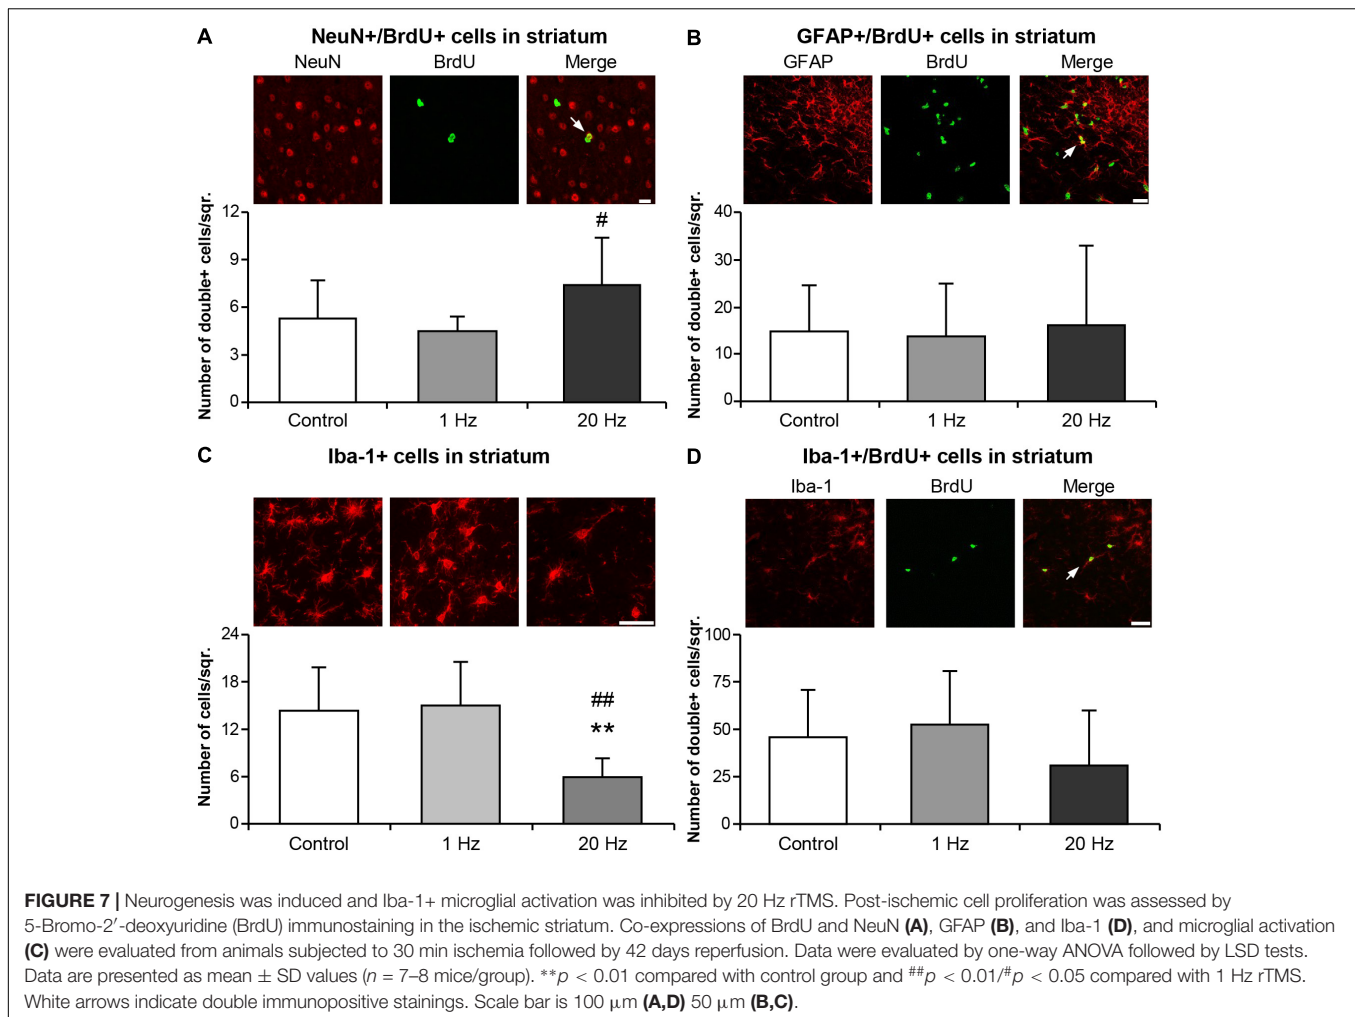 A
NeuN+/BrdU+ cells in striatum
NeuN BrdU Merge
Number of double+ cells/sqr.
12
9
6
3
0
#
Control 1 Hz 20 Hz
B
GFAP+/BrdU+ cells in striatum
GFAP BrdU Merge
Number of double+ cells/sqr.
40
30
20
10
0
Control 1 Hz 20 Hz
C
Iba-1+ cells in striatum
Number of cells/sqr.
24
18
12
6
0
##
**
Control 1 Hz 20 Hz
D
Iba-1+/BrdU+ cells in striatum
Iba-1 BrdU Merge
Number of double+ cells/sqr.
100
75
50
25
0
Control 1 Hz 20 Hz
FIGURE 7 | Neurogenesis was induced and Iba-1+ microglial activation was inhibited by 20 Hz rTMS. Post-ischemic cell proliferation was assessed by
5-Bromo-2′-deoxyuridine (BrdU) immunostaining in the ischemic striatum. Co-expressions of BrdU and NeuN (A), GFAP (B), and Iba-1 (D), and microglial activation
(C) were evaluated from animals subjected to 30 min ischemia followed by 42 days reperfusion. Data were evaluated by one-way ANOVA followed by LSD tests.
Data are presented as mean ± SD values (n = 7–8 mice/group). **p < 0.01 compared with control group and ##p < 0.01/#p < 0.05 compared with 1 Hz rTMS.
White arrows indicate double immunopositive stainings. Scale bar is 100 μm (A,D) 50 μm (B,C).